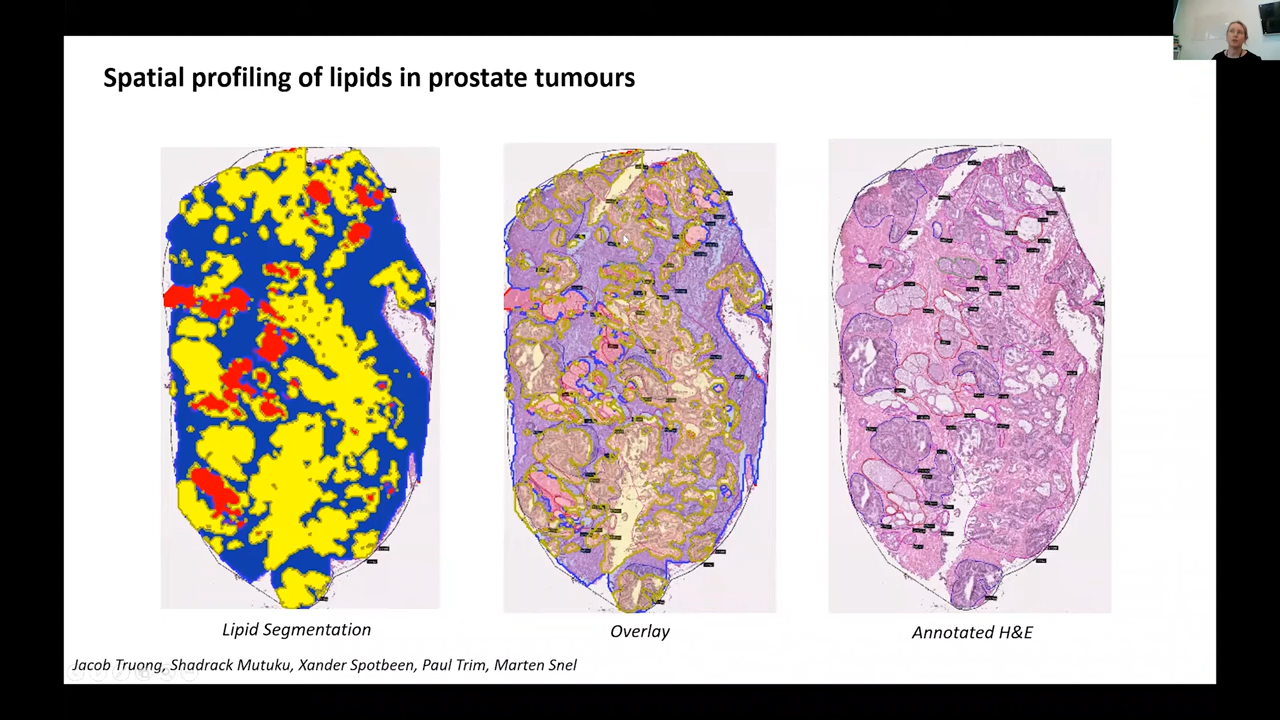 Spatial profiling of lipids in prostate tumours
Lipid Segmentation
Overlay
Annotated H&E
Jacob Truong, Shadrack Mutuku, Xander Spotbeen, Paul Trim, Marten Snel